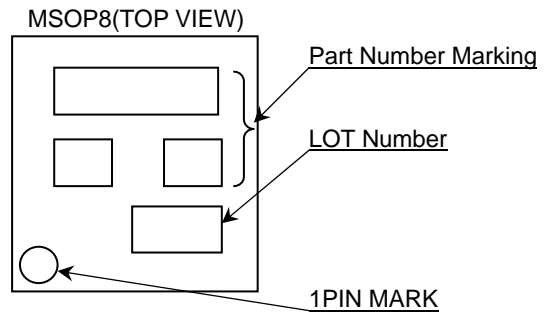 MSOP8(TOP VIEW)
Part Number Marking
LOT Number
1PIN MARK